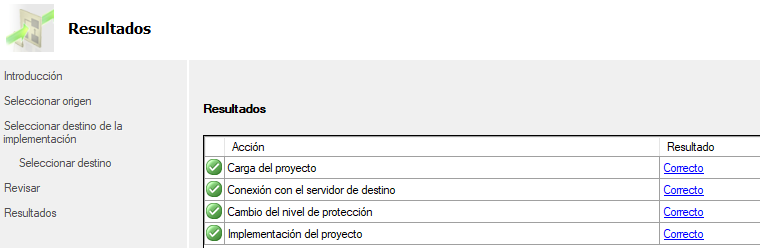 Resultados
Introducción
Seleccionar origen
Seleccionar destino de la
implementación
Seleccionar destino
Revisar
Resultados
Resultados
Acción Resultado
Carga del proyecto Correcto
Conexión con el servidor de destino Correcto
Cambio del nivel de protección Correcto
Implementación del proyecto Correcto